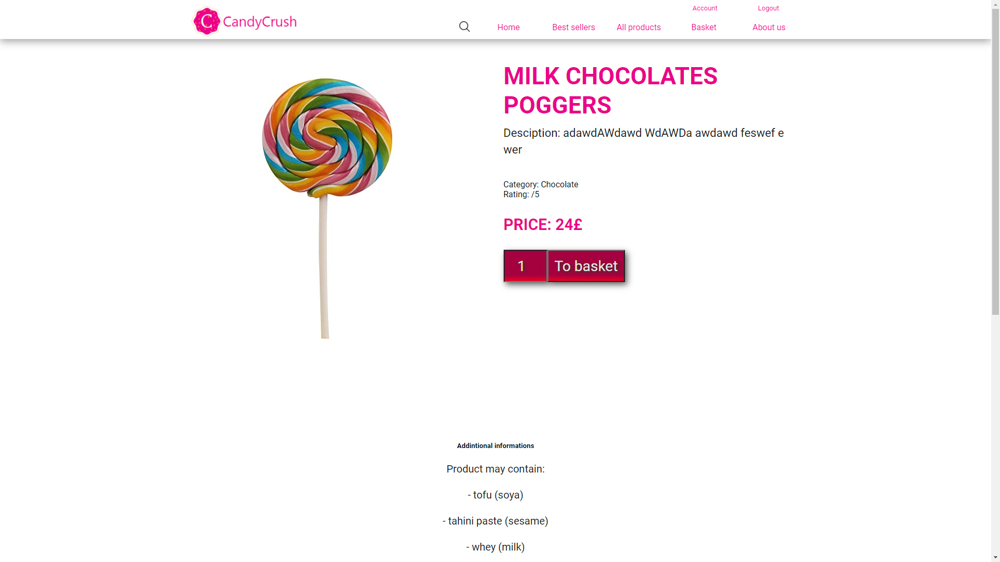 Account Logout
C CandyCrush
Home Best sellers All products Basket About us
MILK CHOCOLATES
POGGERS
Desciption: adawdAWdawd WdAWDa awdawd feswef e
wer
Category: Chocolate
Rating: /5
PRICE: 24£
1 To basket
Addintional informations
Product may contain:
- tofu (soya)
- tahini paste (sesame)
- whey (milk)